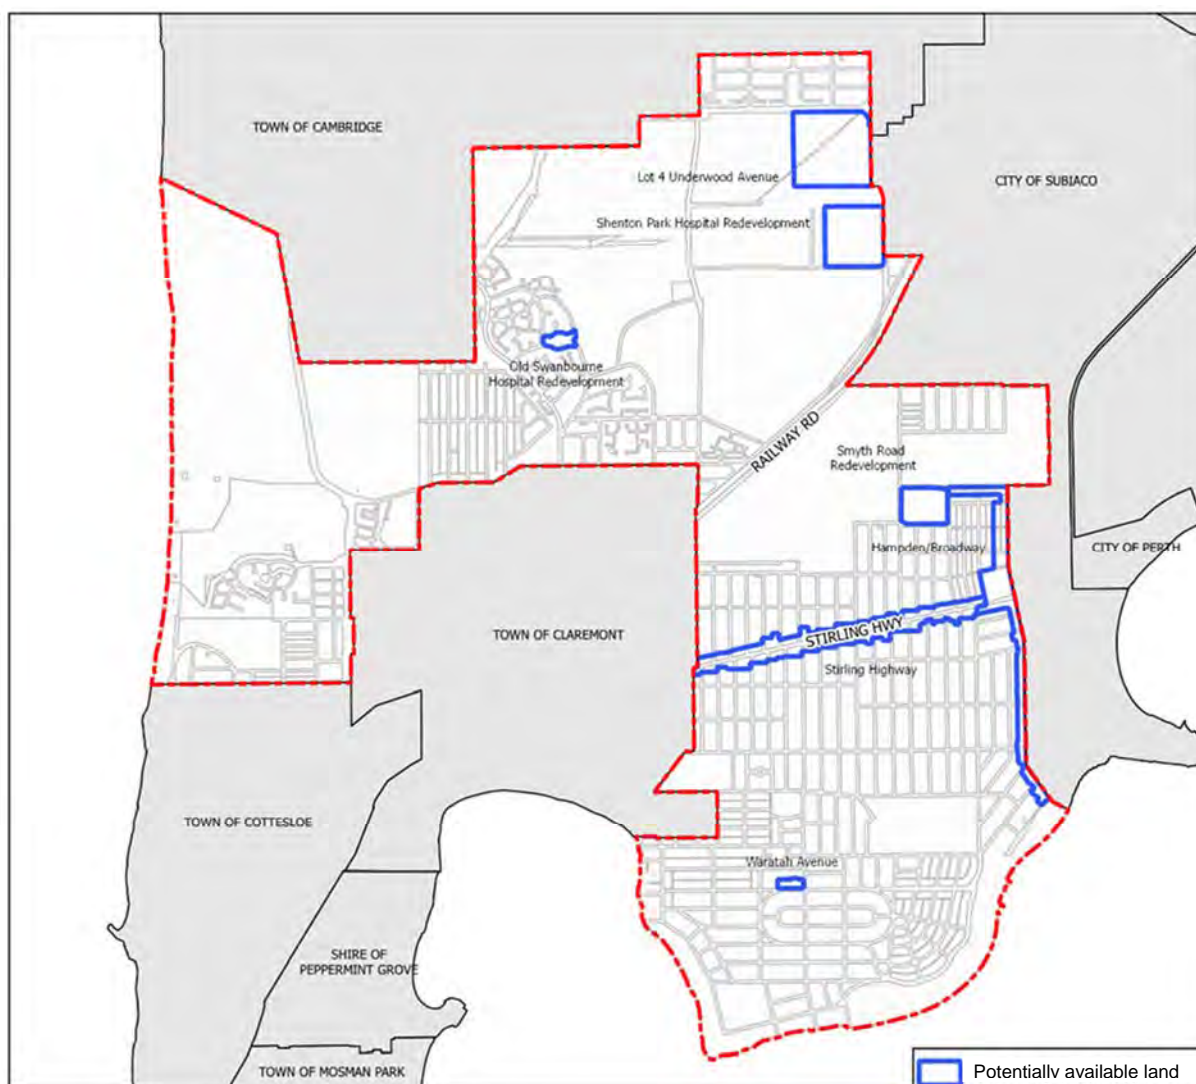 TOWN OF CAMBRIDGE
Lot 4 Underwood Avenue
CITY OF SUBIACO
Shenton Park Hospital Redevelopment
Old Swanbourne
Hospital Redevelopment
RAILWAY RD
Smyth Road
Redevelopment
Hampden/Broadway
CITY OF PERTH
TOWN OF CLAREMONT
STIRLING HWY
Stirling Highway
TOWN OF COTTESLOE
Waratah Avenue
SHIRE OF
PEPPERMINT GROVE
TOWN OF MOSMAN PARK
Potentially available land